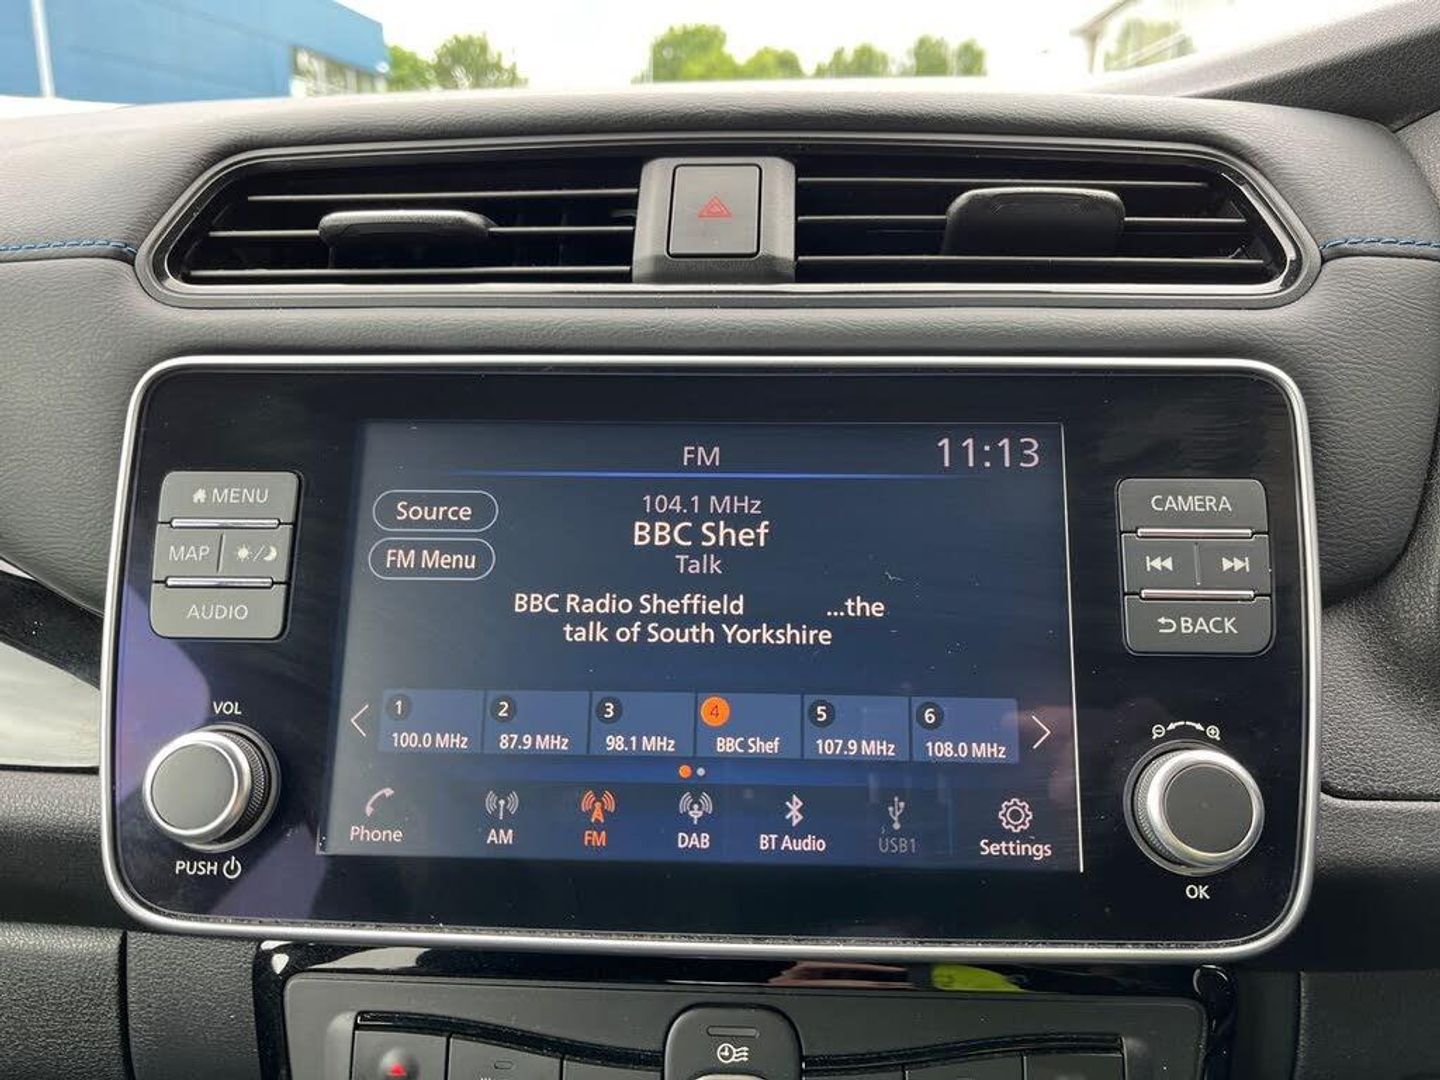 FM 11:13
MENU
MAP
AUDIO
VOL
PUSH
Source
FM Menu
104.1 MHz
BBC Shef
Talk
BBC Radio Sheffield ...the
talk of South Yorkshire
1 2 3 4 5 6
100.0 MHz 87.9 MHz 98.1 MHz BBC Shef 107.9 MHz 108.0 MHz
Phone AM FM DAB BT Audio USB1 Settings
CAMERA
BACK
OK